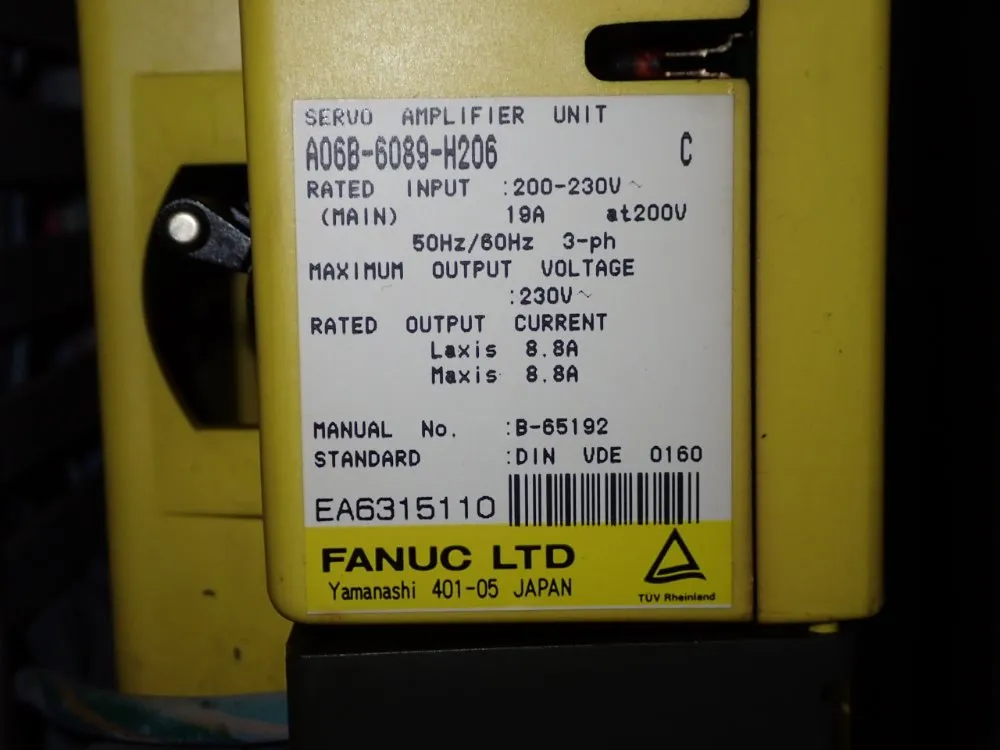 SERVO AMPLIFIER UNIT
A06B-6089-H206 C
RATED INPUT :200-230V~
(MAIN) 19A at200V
50Hz/60Hz 3-ph
MAXIMUM OUTPUT VOLTAGE
:230V~
RATED OUTPUT CURRENT
Laxis 8.8A
Maxis 8.8A
MANUAL No. :B-65192
STANDARD :DIN VDE 0160
EA6315110
FANUC LTD
Yamanashi 401-05 JAPAN
TÜV Rheinland